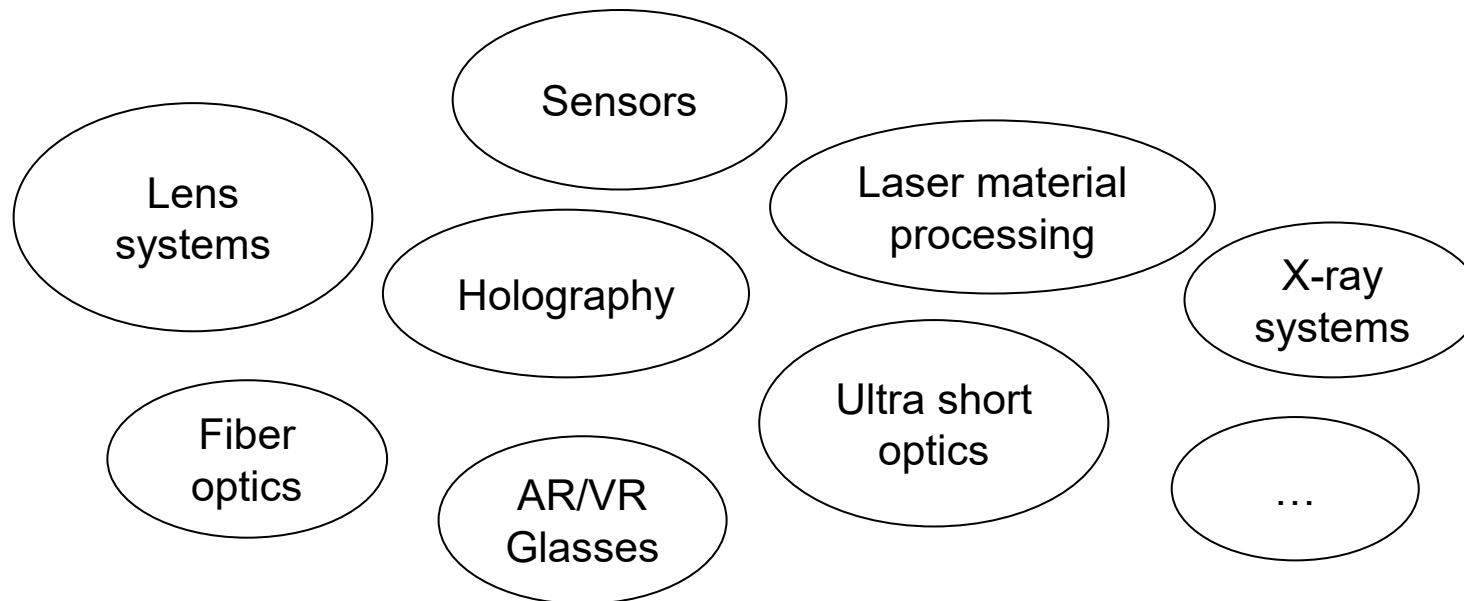 Sensors
Lens
systems
Laser material
processing
Holography
X-ray
systems
Ultra short
optics
Fiber
optics
AR/VR
Glasses
…